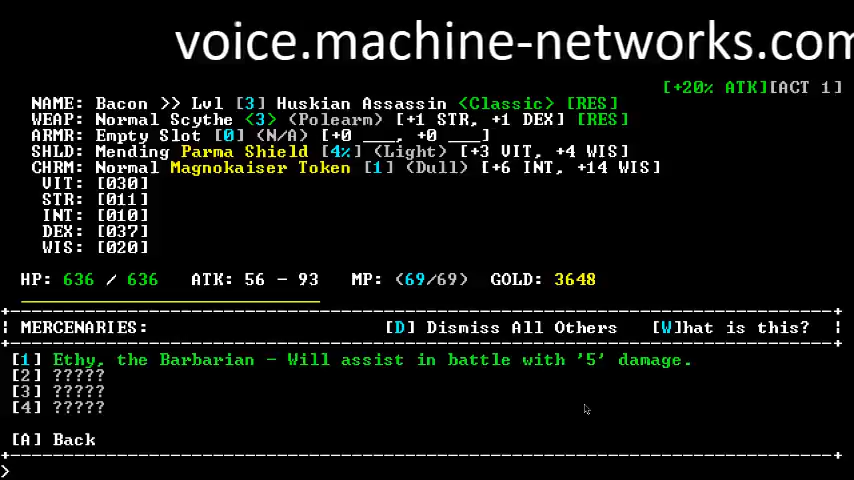 voice.machine-networks.com
[+20% ATK][ACT 1]
NAME: Bacon >> Lvl [3] Huskian Assassin <Classic> [RES]
WEAP: Normal Scythe <3> (Polearm) [+1 STR, +1 DEX] [RES]
ARMR: Empty Slot [0] (N/A) [+0 ___, +0 ___]
SHLD: Mending Parma Shield [4%] (Light) [+3 VIT, +4 WIS]
CHRM: Normal Magnokaiser Token [1] (Dull) [+6 INT, +14 WIS]
VIT: [030]
STR: [011]
INT: [010]
DEX: [037]
WIS: [020]
HP: 636 / 636 ATK: 56 - 93 MP: (69/69) GOLD: 3648
MERCENARIES: [D] Dismiss All Others [W]hat is this?
[1] Ethy, the Barbarian - Will assist in battle with '5' damage.
[2] ?????
[3] ?????
[4] ?????
[A] Back
>